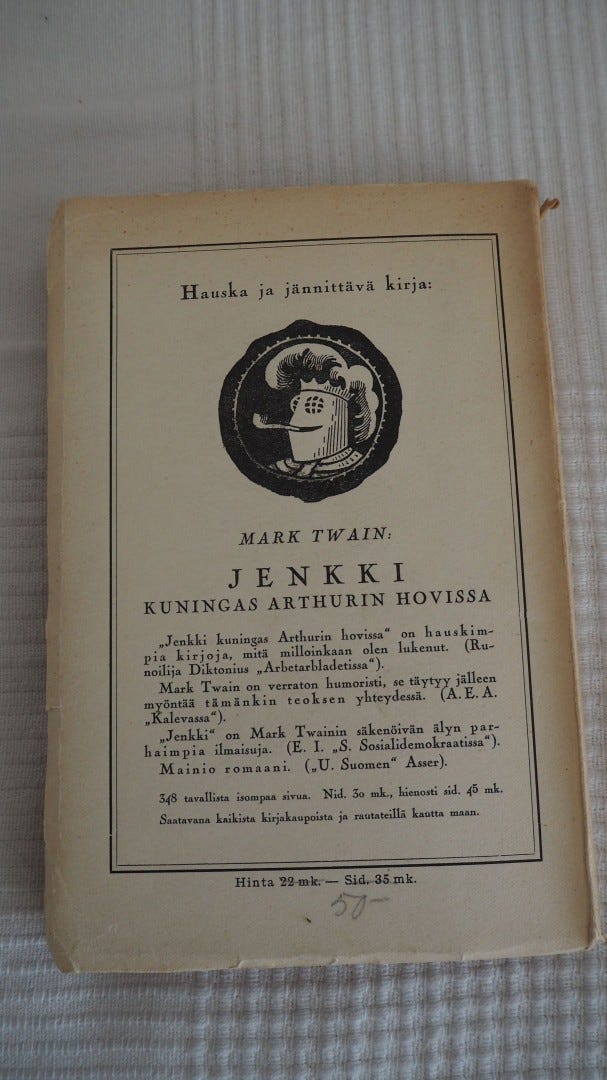 Hauska ja jännittävä kirja:
MARK TWAIN:
JENKKI
KUNINGAS ARTHURIN HOVISSA
„Jenkki kuningas Arthurin hovissa“ on hauskim-
pia kirjoja, mitä milloinkaan olen lukenut. (Ru-
noilija Diktonius „Arbetarbladetissa“).
Mark Twain on verraton humoristi, se täytyy jälleen
myöntää tämänkin teoksen yhteydessä. (A. E. A.
„Kalevassa“).
„Jenkki“ on Mark Twainin säkenöivän älyn par-
haimpia ilmaisuja. (E. I. „S. Sosialidemokraatissa“).
Mainio romaani. („U. Suomen“ Asser).
348 tavallista isompaa sivua. Nid. 30 mk., hienosti sid. 45 mk.
Saatavana kaikista kirjakaupoista ja rautateillä kautta maan.
Hinta 22 mk. — Sid. 35 mk.
50-